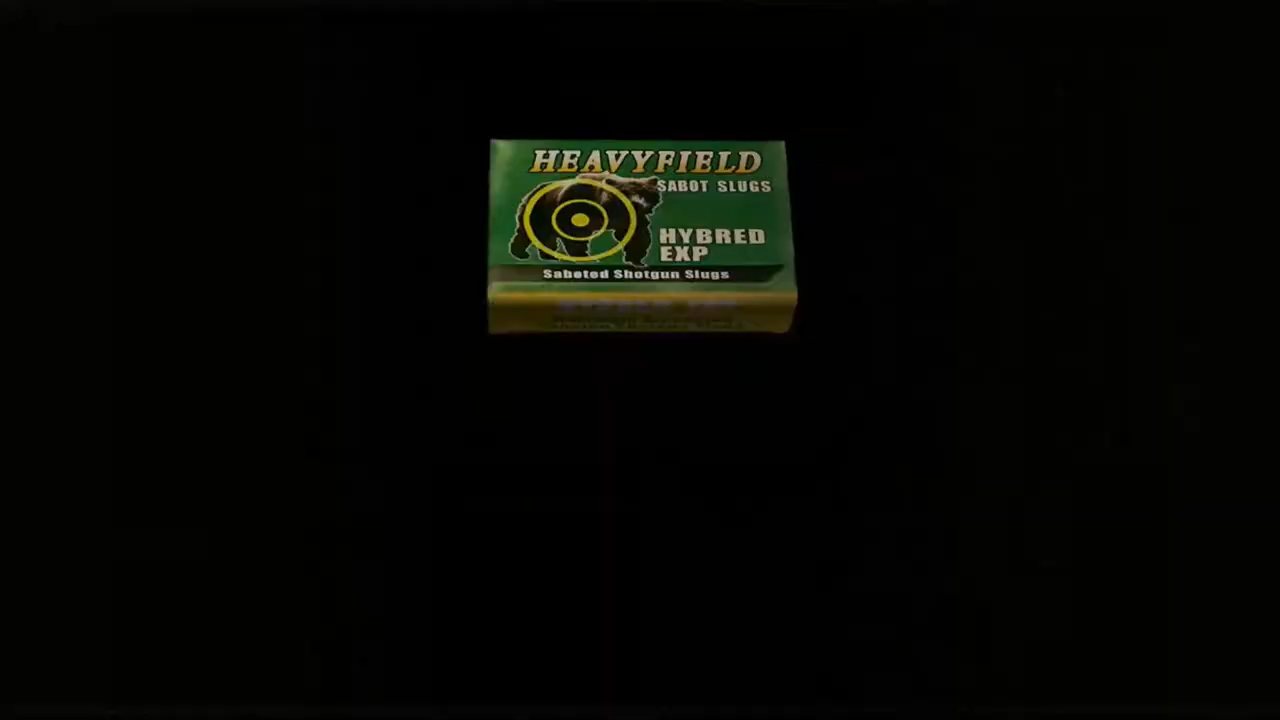 HEAVYFIELD
SABOT SLUGS
HYBRED
EXP
Saboted Shotgun Slugs